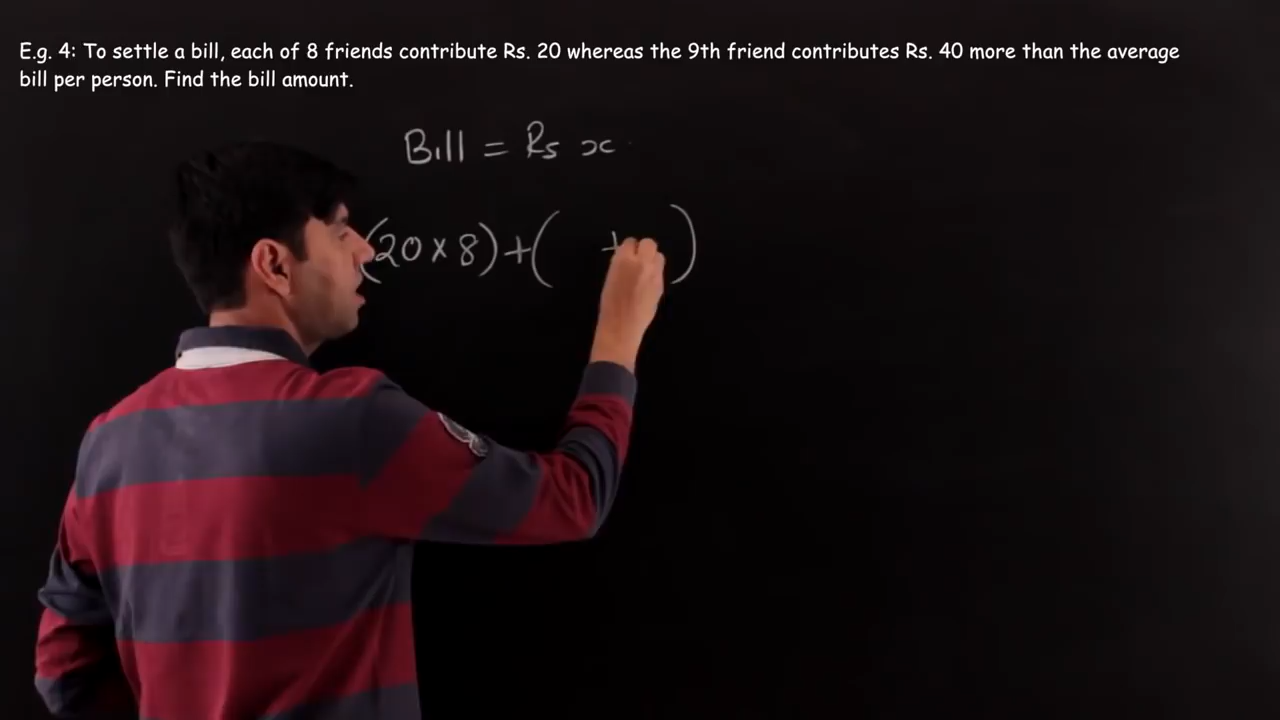 E.g. 4: To settle a bill, each of 8 friends contribute Rs. 20 whereas the 9th friend contributes Rs. 40 more than the average
bill per person. Find the bill amount.
Bill = Rs x
(20 × 8) + ( + )